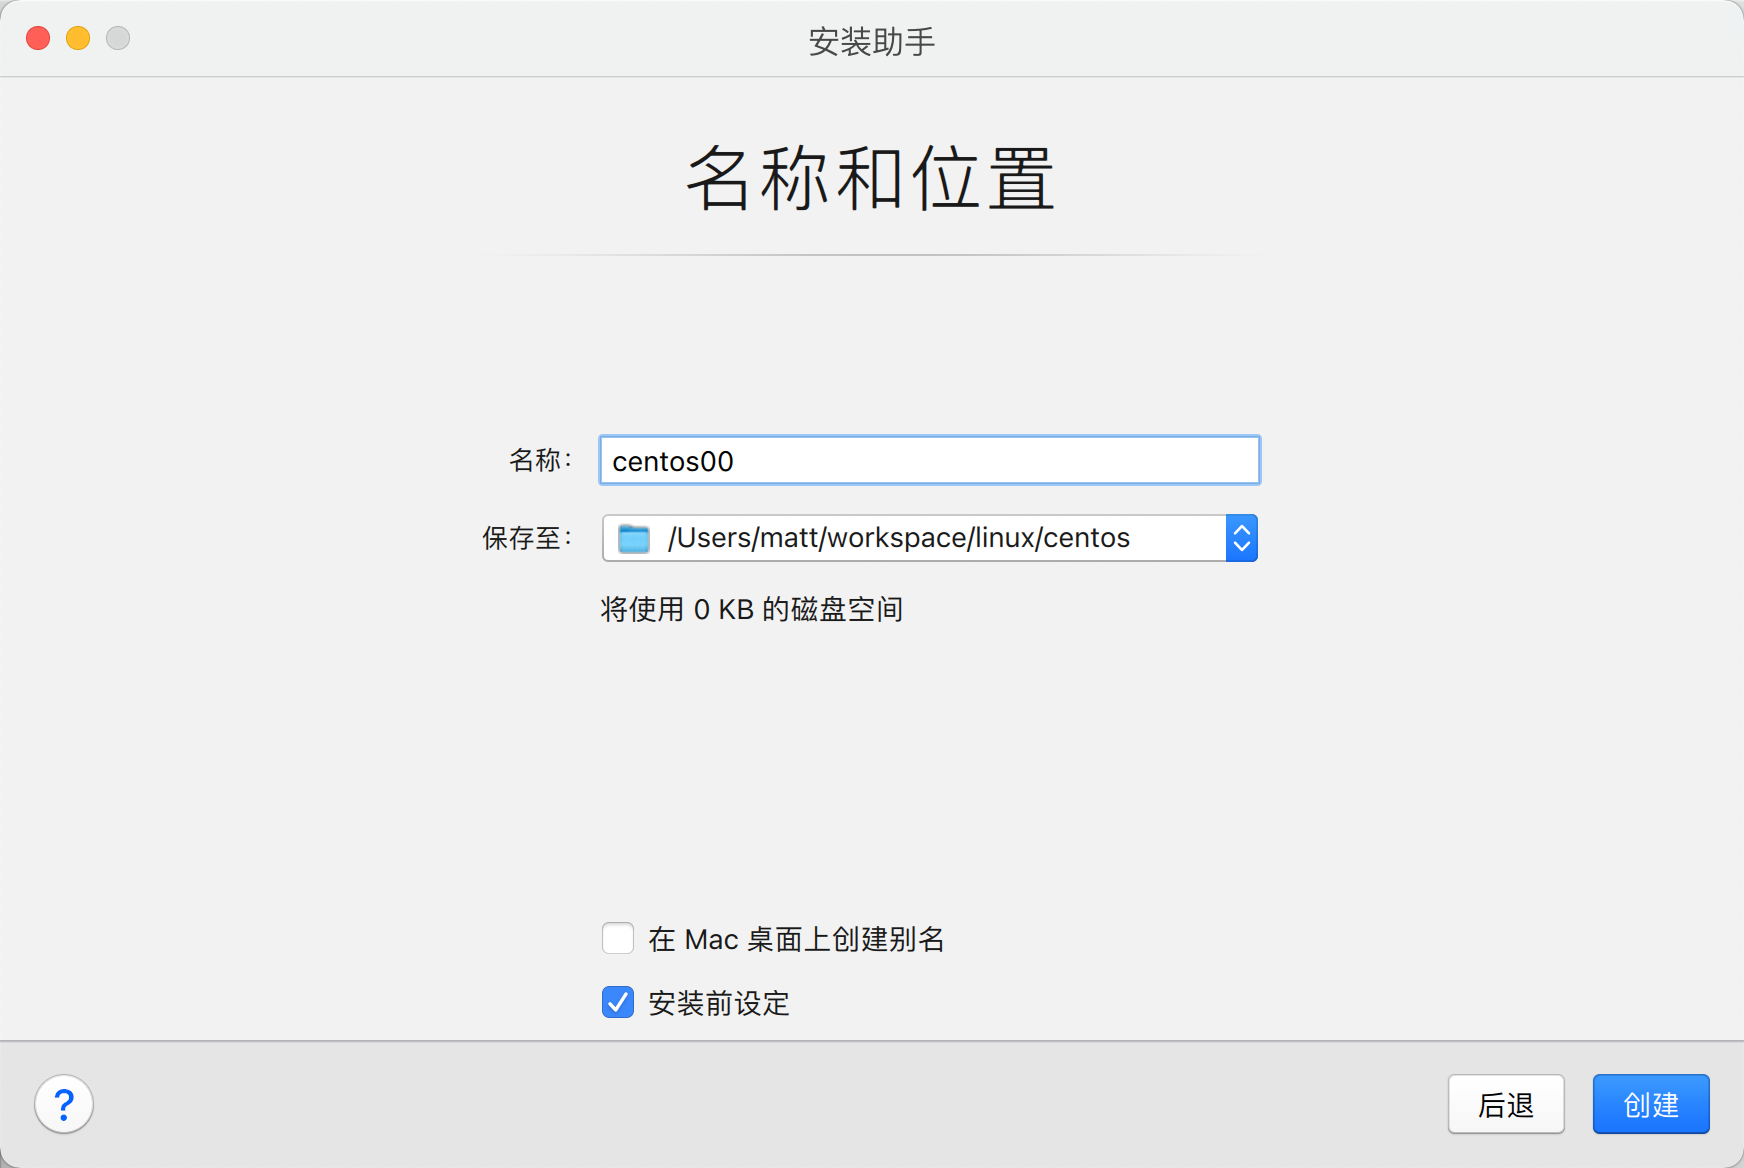 安装助手
名称和位置
名称：
centos00
保存至：
/Users/matt/workspace/linux/centos
将使用 0 KB 的磁盘空间
在 Mac 桌面上创建别名
安装前设定
?
后退
创建